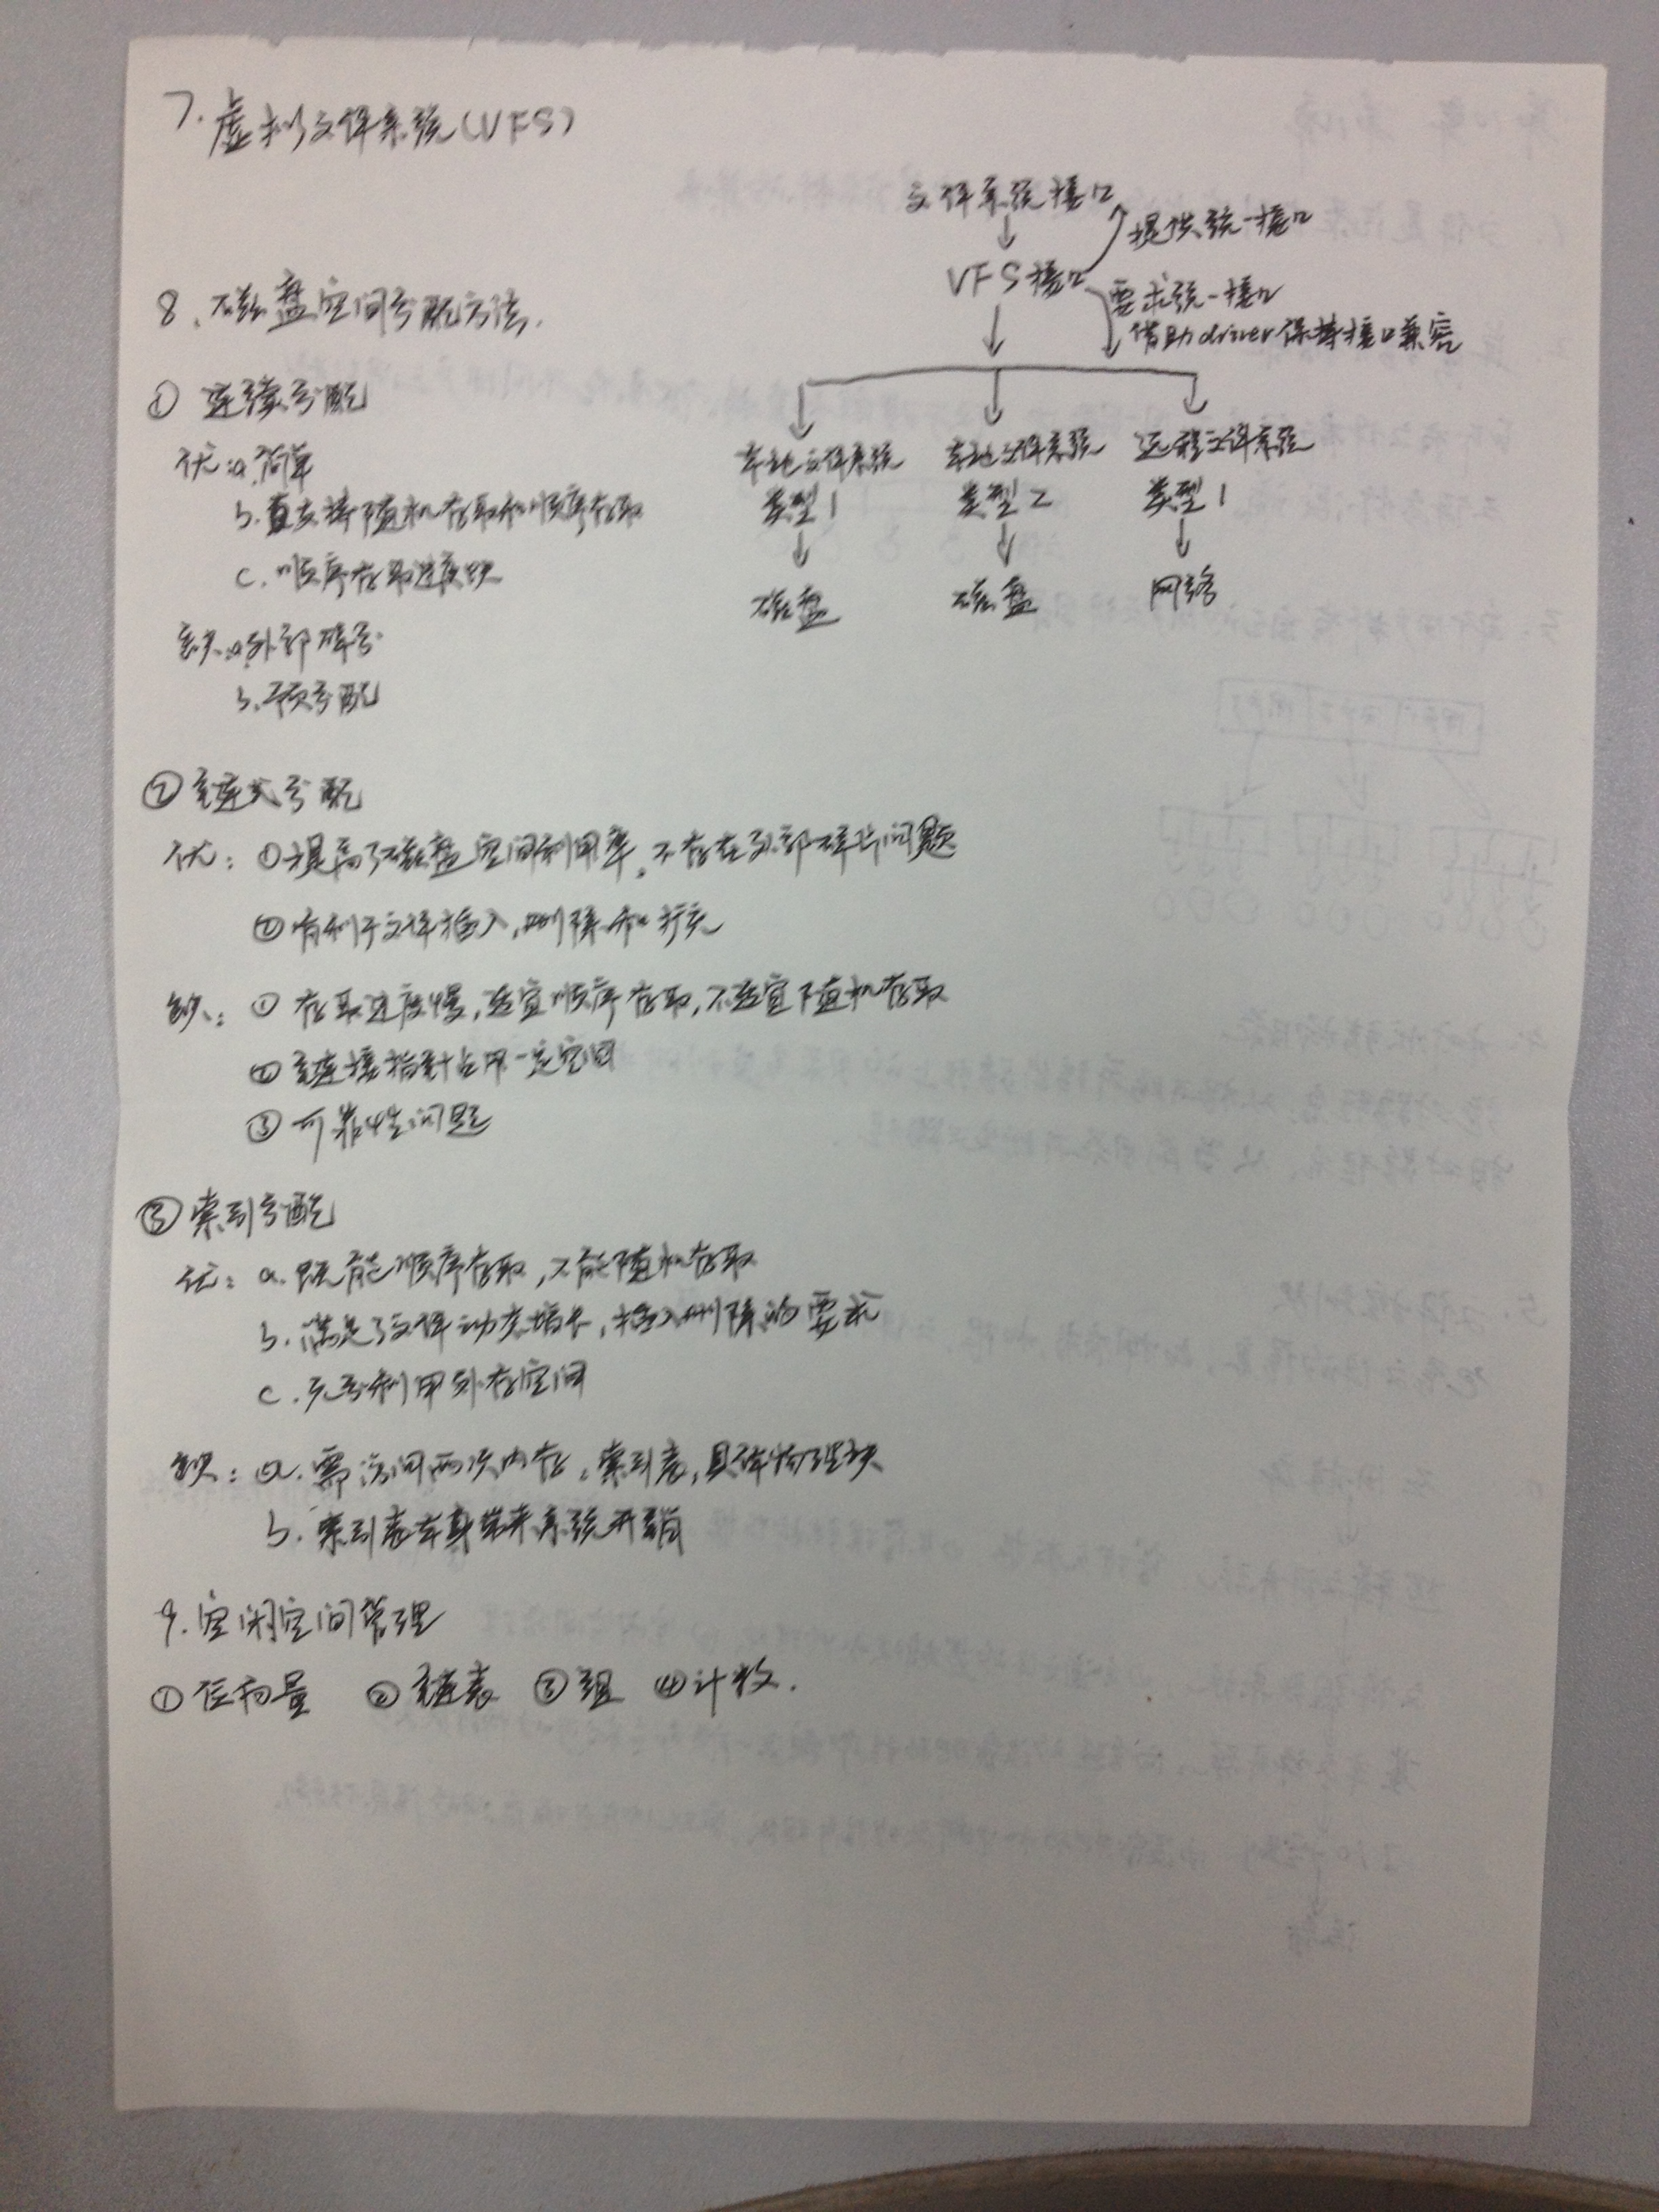 7. 虚拟文件系统(VFS)
文件系统接口
提供统一接口
VFS接口
要求统一接口
借助driver保持接口兼容
本地文件系统 本地文件系统 远程文件系统
类型1 类型2 类型1
磁盘 磁盘 网络
8. 磁盘空间分配方法.
① 连续分配
优: a.简单
b.直支持随机存取和顺序存取
c.顺序存取速度快
缺: a.外部碎片
b.预分配
② 链式分配
优: ①提高了磁盘空间利用率, 不存在外部碎片问题
②有利于文件插入,删除和扩充
缺: ① 存取速度慢,适宜顺序存取,不适宜随机存取
② 链接指针占用一定空间
③ 可靠性问题
③ 索引分配
优: a. 既能顺序存取,又能随机存取
b. 满足了文件动态增长,插入删除的要求
c. 充分利用外存空间
缺: a. 需访问两次内存: 索引表,具体物理块
b. 索引表本身带来系统开销
9. 空闲空间管理
① 位向量 ② 链表 ③ 组 ④ 计数.